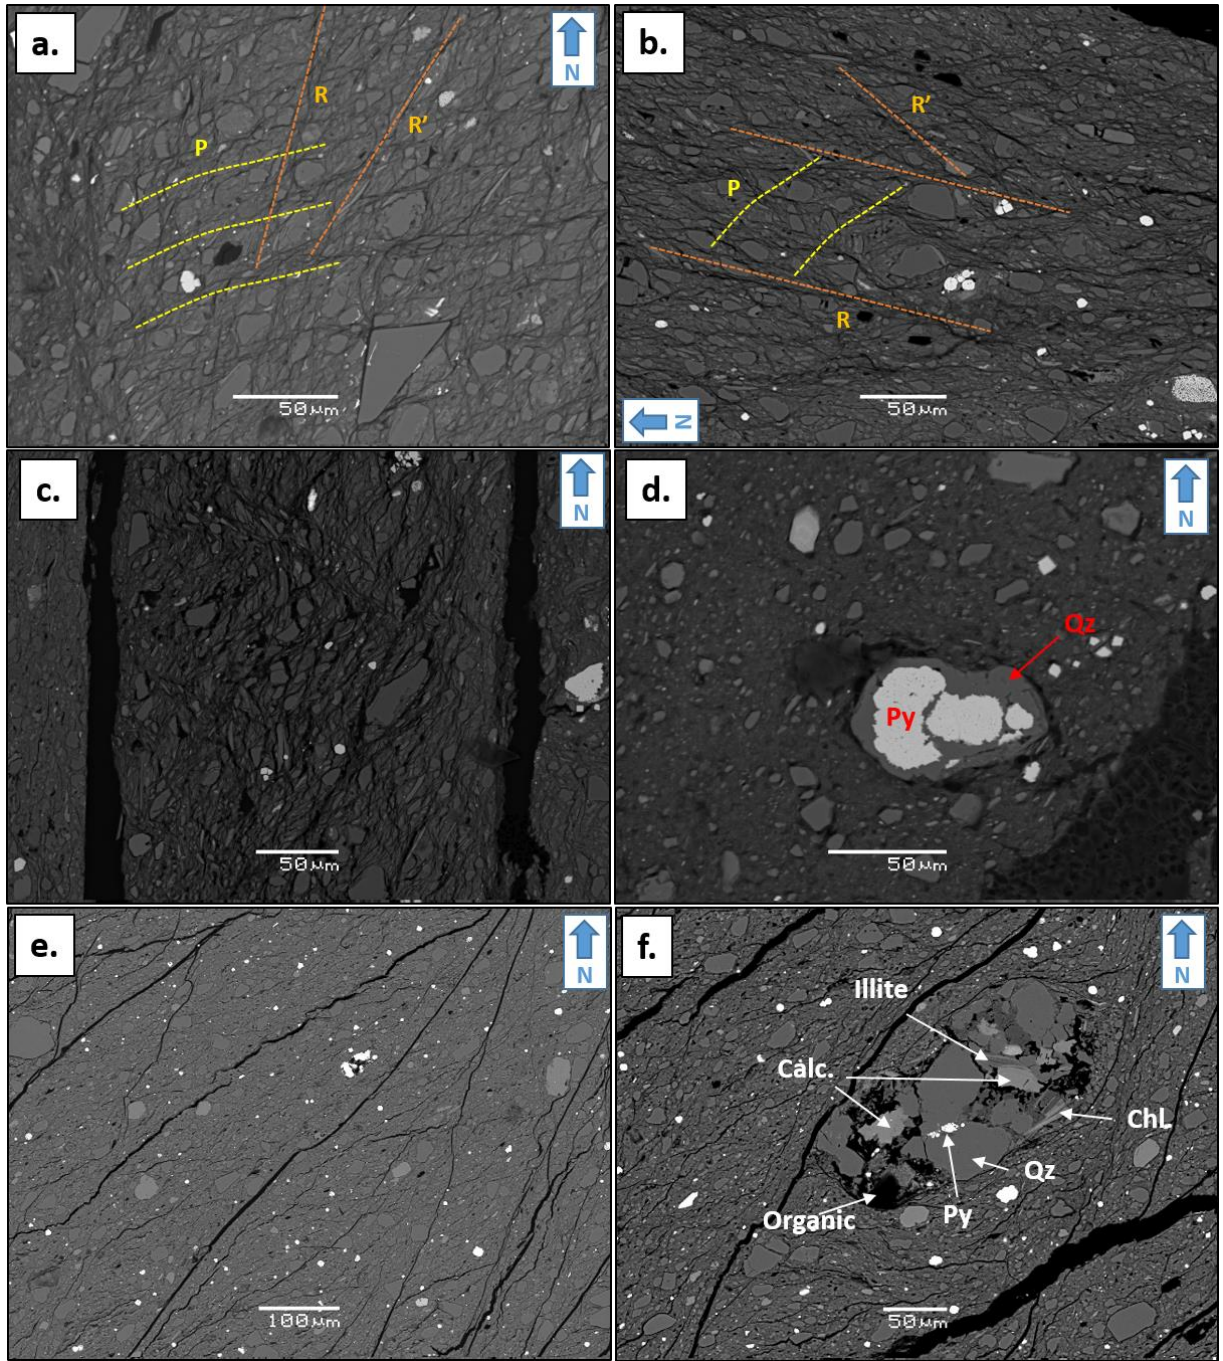 a.
N
R
R'
P
50µm
b.
R'
P
R
50µm
N
c.
N
50µm
d.
N
Qz
Py
50µm
e.
N
100µm
f.
N
Illite
Calc.
Chl.
Qz
Organic
Py
50µm